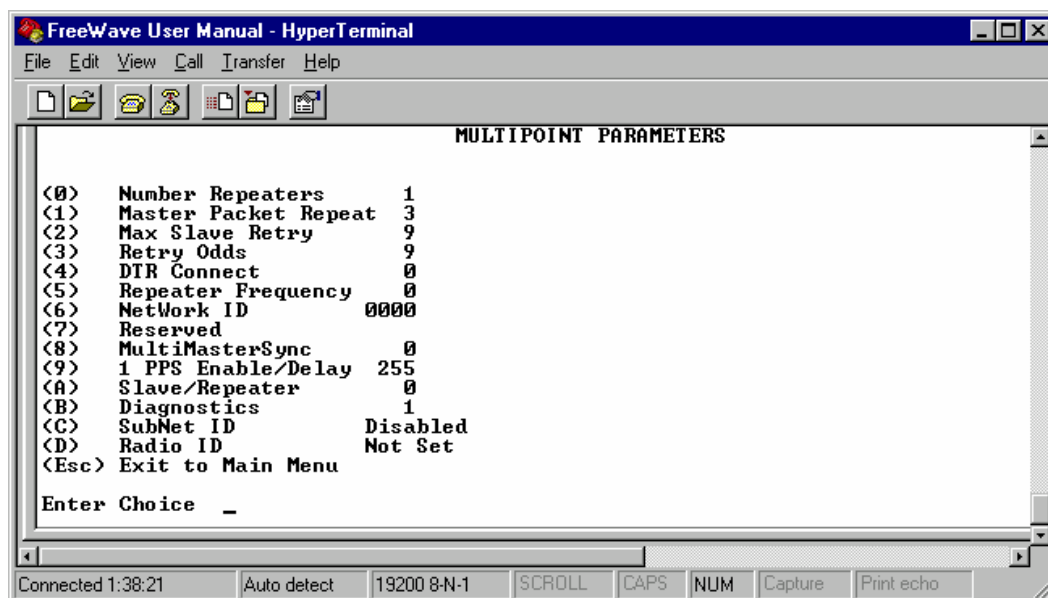 FreeWave User Manual - HyperTerminal
File Edit View Call Transfer Help
MULTIPOINT PARAMETERS
(0) Number Repeaters 1
(1) Master Packet Repeat 3
(2) Max Slave Retry 9
(3) Retry Odds 9
(4) DTR Connect 0
(5) Repeater Frequency 0
(6) NetWork ID 0000
(7) Reserved
(8) MultiMasterSync 0
(9) 1 PPS Enable/Delay 255
(A) Slave/Repeater 0
(B) Diagnostics 1
(C) SubNet ID Disabled
(D) Radio ID Not Set
(Esc) Exit to Main Menu
Enter Choice _
Connected 1:38:21 Auto detect 19200 8-N-1 SCROLL CAPS NUM Capture Print echo